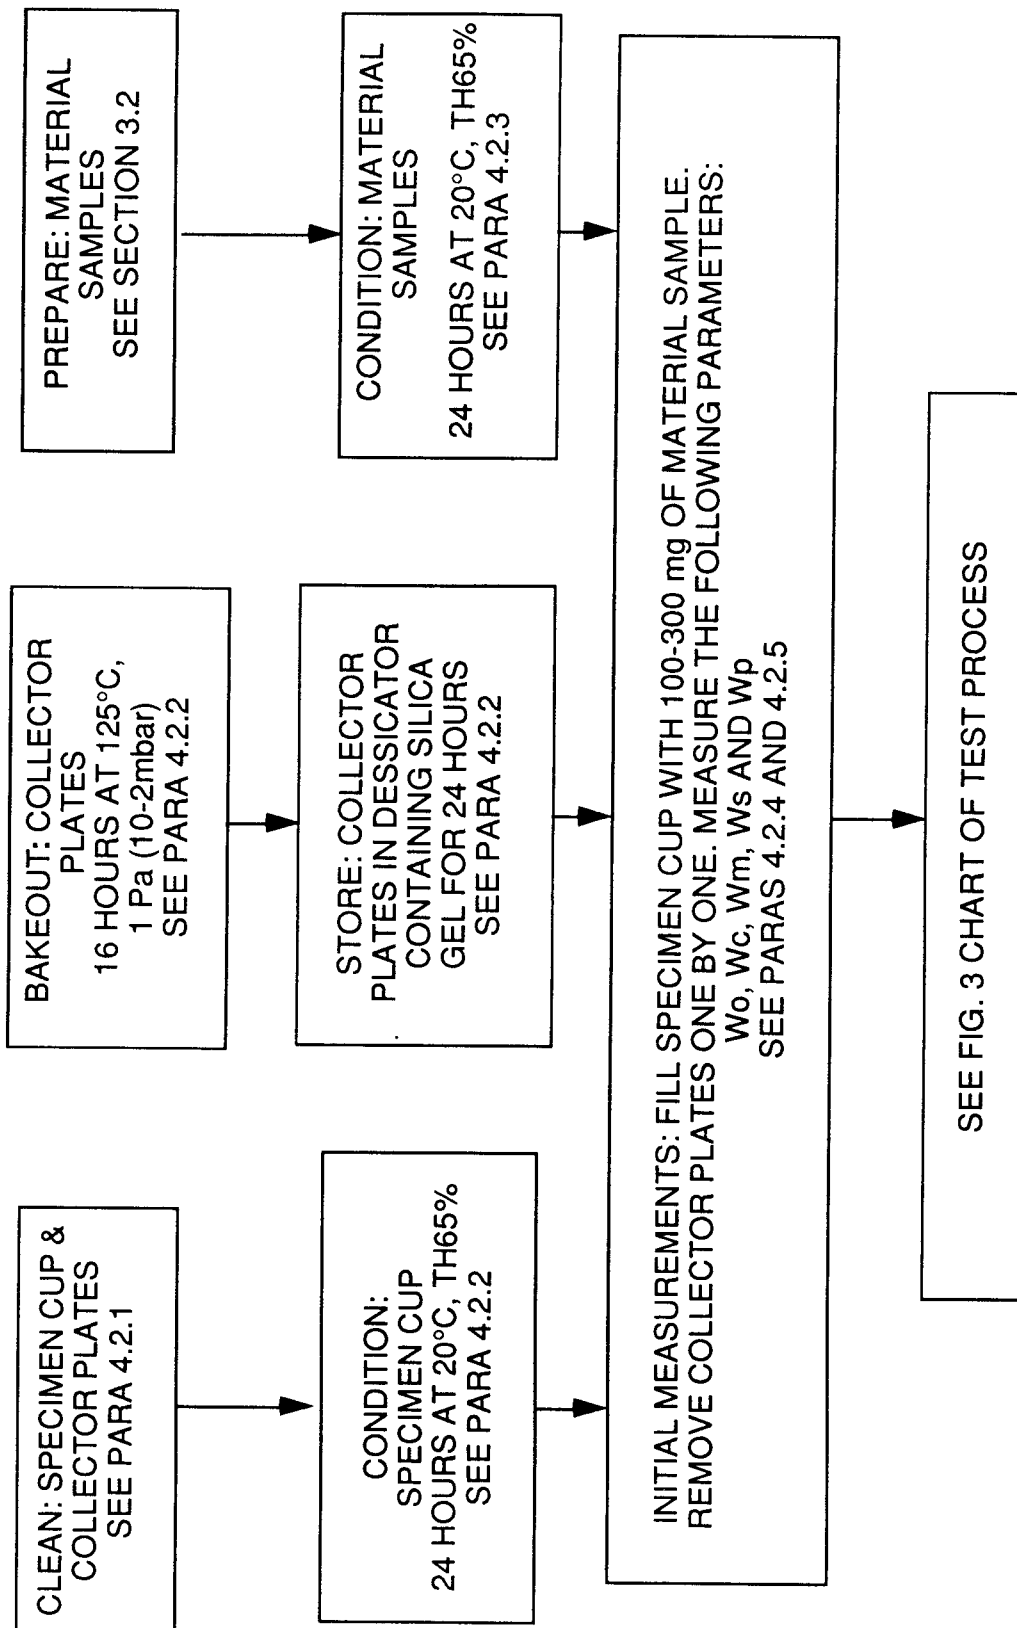 CLEAN: SPECIMEN CUP &
COLLECTOR PLATES
SEE PARA 4.2.1
BAKEOUT: COLLECTOR
PLATES
16 HOURS AT 125°C,
1 Pa (10-2mbar)
SEE PARA 4.2.2
PREPARE: MATERIAL
SAMPLES
SEE SECTION 3.2
CONDITION:
SPECIMEN CUP
24 HOURS AT 20°C, TH65%
SEE PARA 4.2.2
STORE: COLLECTOR
PLATES IN DESSICATOR
CONTAINING SILICA
GEL FOR 24 HOURS
SEE PARA 4.2.2
CONDITION: MATERIAL
SAMPLES
24 HOURS AT 20°C, TH65%
SEE PARA 4.2.3
INITIAL MEASUREMENTS: FILL SPECIMEN CUP WITH 100-300 mg OF MATERIAL SAMPLE.
REMOVE COLLECTOR PLATES ONE BY ONE. MEASURE THE FOLLOWING PARAMETERS:
Wo, Wc, Wm, Ws AND Wp
SEE PARAS 4.2.4 AND 4.2.5
SEE FIG. 3 CHART OF TEST PROCESS